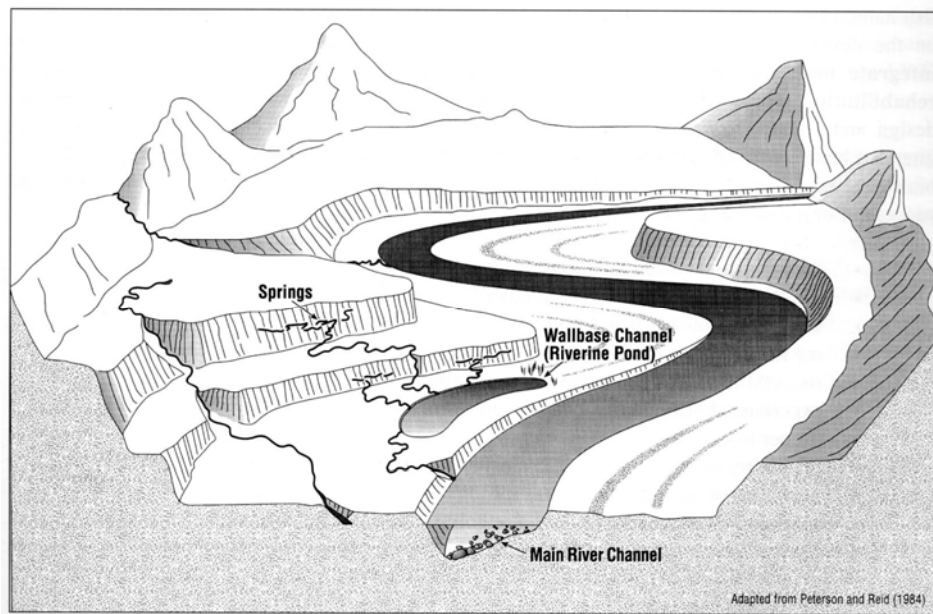 Springs
Wallbase Channel
(Riverine Pond)
Main River Channel
Adapted from Peterson and Reid (1984)